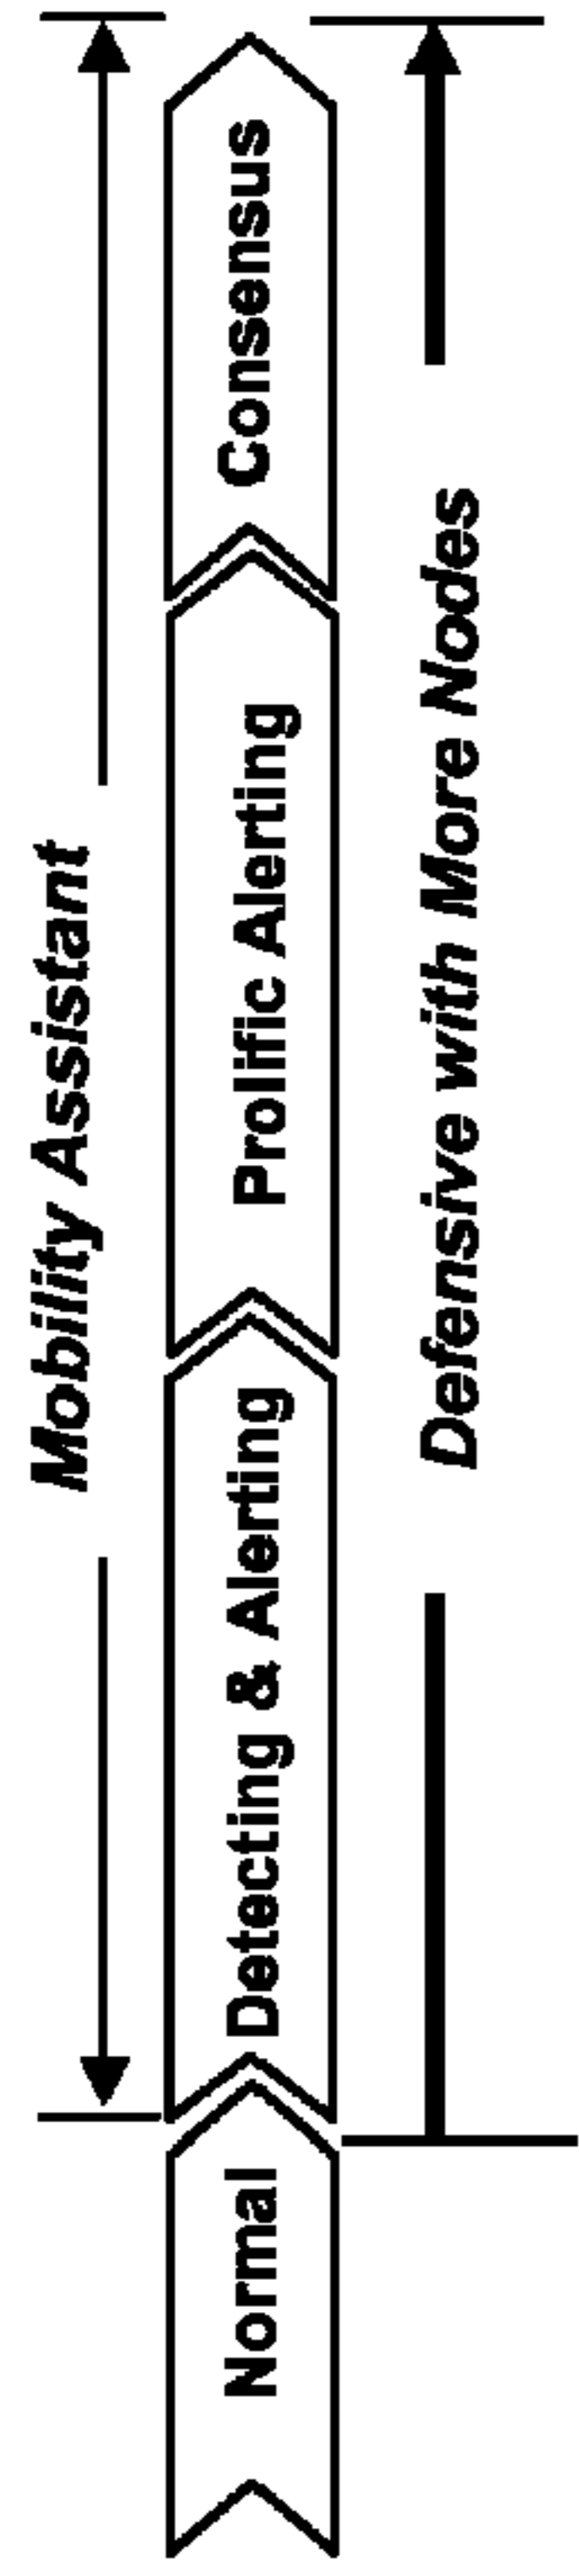 Mobility Assistant
Normal
Detecting & Alerting
Prolific Alerting
Consensus
Defensive with More Nodes